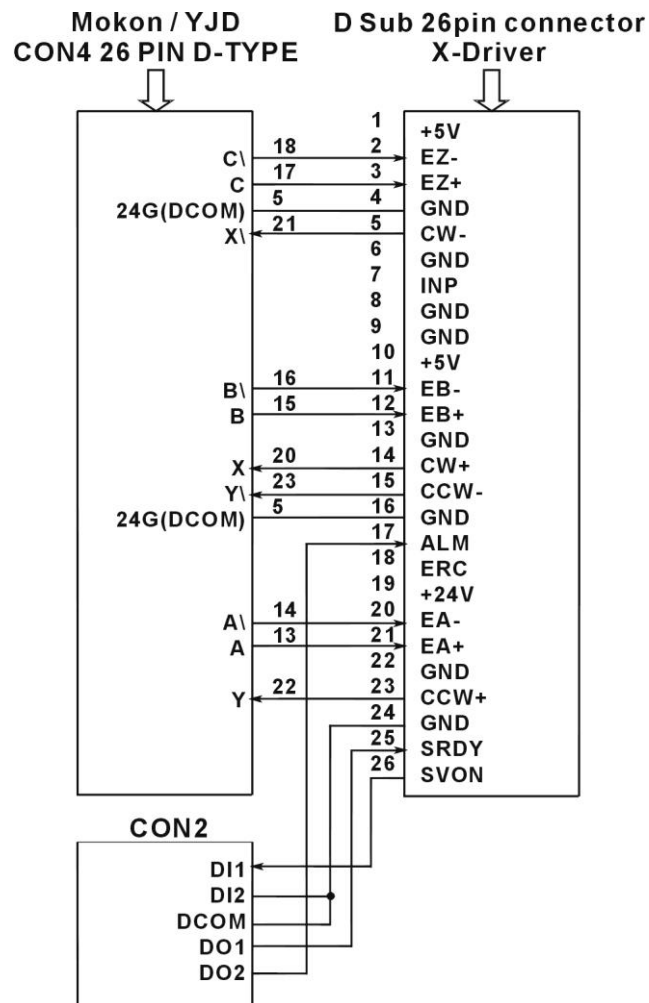 Mokon / YJD
CON4 26 PIN D-TYPE
D Sub 26pin connector
X-Driver
1 +5V
C\ 18 2 EZ-
C 17 3 EZ+
24G(DCOM) 5 4 GND
X\ 21 5 CW-
6 GND
7 INP
8 GND
9 GND
10 +5V
B\ 16 11 EB-
B 15 12 EB+
13 GND
X 20 14 CW+
Y\ 23 15 CCW-
24G(DCOM) 5 16 GND
17 ALM
18 ERC
19 +24V
A\ 14 20 EA-
A 13 21 EA+
22 GND
Y 22 23 CCW+
24 GND
25 SRDY
26 SVON
CON2
DI1
DI2
DCOM
DO1
DO2